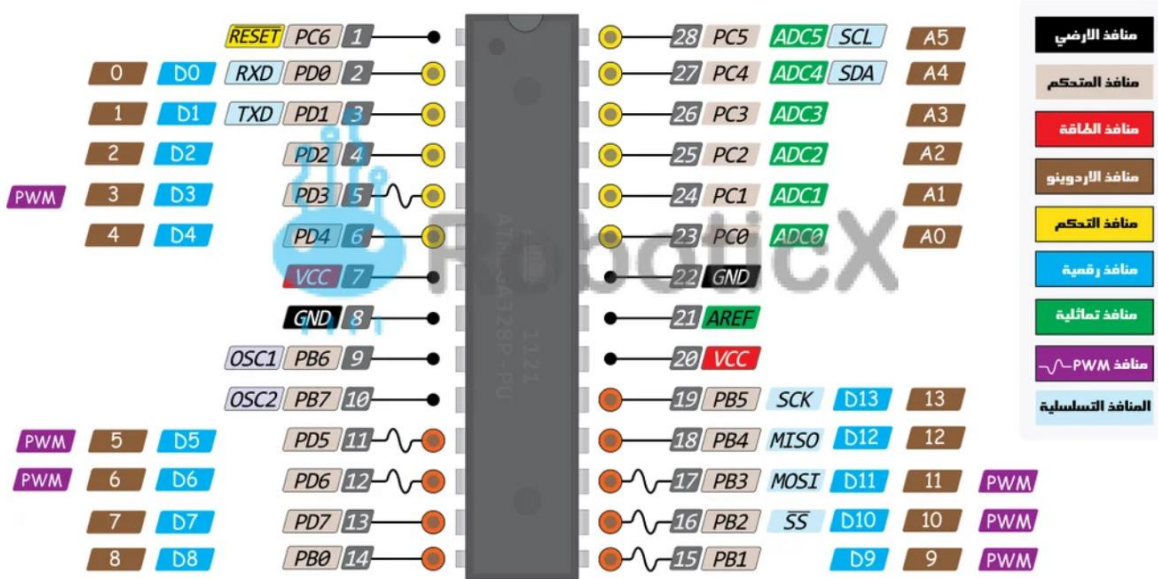 RESET PC6 1 28 PC5 ADC5 SCL A5 منافذ الارضي
0 D0 RXD PD0 2 27 PC4 ADC4 SDA A4 منافذ المتحكم
1 D1 TXD PD1 3 26 PC3 ADC3 A3 منافذ الطاقة
2 D2 PD2 4 25 PC2 ADC2 A2 منافذ الاردوينو
PWM 3 D3 PD3 5 24 PC1 ADC1 A1 منافذ التحكم
4 D4 PD4 6 23 PC0 ADC0 A0 منافذ رقمية
RoboticX
VCC 7 22 GND منافذ تماثلية
GND 8 21 AREF منافذ PWM
OSC1 PB6 9 20 VCC المنافذ التسلسلية
OSC2 PB7 10 19 PB5 SCK D13 13
PWM 5 D5 PD5 11 18 PB4 MISO D12 12
PWM 6 D6 PD6 12 17 PB3 MOSI D11 11 PWM
7 D7 PD7 13 16 PB2 SS D10 10 PWM
8 D8 PB0 14 15 PB1 D9 9 PWM
1121